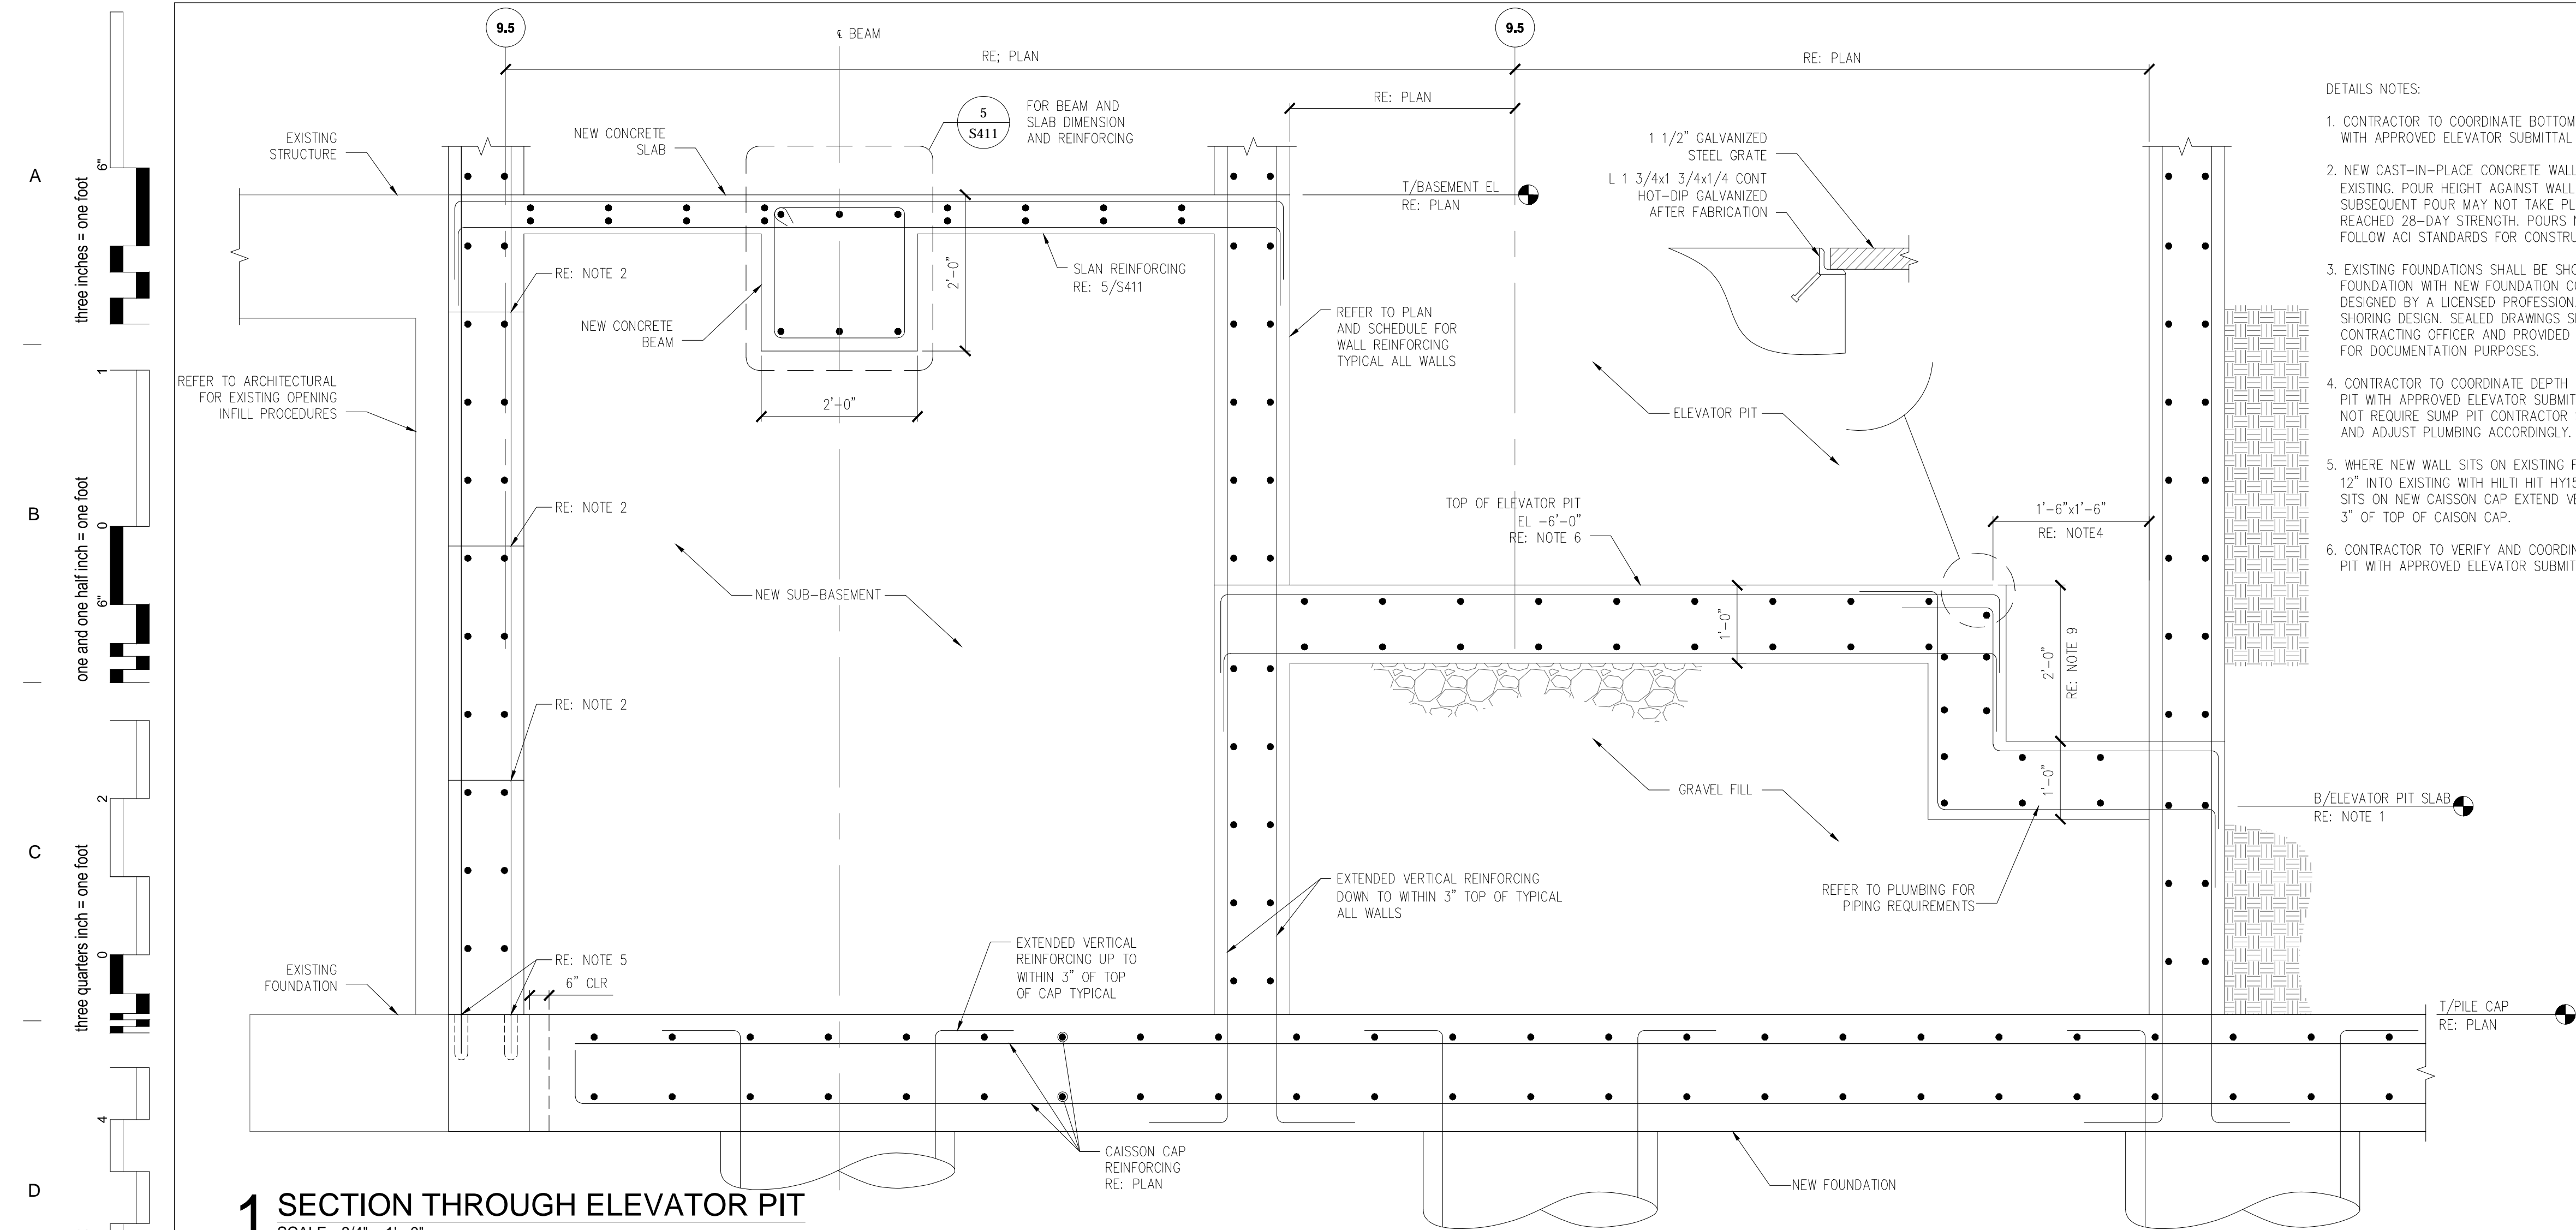 9.5
℄ BEAM
9.5
RE; PLAN
RE: PLAN
RE: PLAN
5
S411
FOR BEAM AND
SLAB DIMENSION
AND REINFORCING
EXISTING
STRUCTURE
NEW CONCRETE
SLAB
1 1/2" GALVANIZED
STEEL GRATE
L 1 3/4x1 3/4x1/4 CONT
HOT-DIP GALVANIZED
AFTER FABRICATION
T/BASEMENT EL
RE: PLAN
RE: NOTE 2
2'-0"
SLAN REINFORCING
RE: 5/S411
NEW CONCRETE
BEAM
REFER TO PLAN
AND SCHEDULE FOR
WALL REINFORCING
TYPICAL ALL WALLS
REFER TO ARCHITECTURAL
FOR EXISTING OPENING
INFILL PROCEDURES
2'-0"
ELEVATOR PIT
RE: NOTE 2
TOP OF ELEVATOR PIT
EL -6'-0"
RE: NOTE 6
1'-6"x1'-6"
RE: NOTE4
NEW SUB-BASEMENT
1'-0"
2'-0"
RE: NOTE 9
RE: NOTE 2
1'-0"
GRAVEL FILL
B/ELEVATOR PIT SLAB
RE: NOTE 1
EXTENDED VERTICAL REINFORCING
DOWN TO WITHIN 3" TOP OF TYPICAL
ALL WALLS
REFER TO PLUMBING FOR
PIPING REQUIREMENTS
EXTENDED VERTICAL
REINFORCING UP TO
WITHIN 3" OF TOP
OF CAP TYPICAL
RE: NOTE 5
6" CLR
EXISTING
FOUNDATION
T/PILE CAP
RE: PLAN
CAISSON CAP
REINFORCING
RE: PLAN
NEW FOUNDATION
1 SECTION THROUGH ELEVATOR PIT
DETAILS NOTES:
1. CONTRACTOR TO COORDINATE BOTTOM
WITH APPROVED ELEVATOR SUBMITTAL
2. NEW CAST-IN-PLACE CONCRETE WALL
EXISTING. POUR HEIGHT AGAINST WALL
SUBSEQUENT POUR MAY NOT TAKE PL
REACHED 28-DAY STRENGTH. POURS
FOLLOW ACI STANDARDS FOR CONSTRU
3. EXISTING FOUNDATIONS SHALL BE SHO
FOUNDATION WITH NEW FOUNDATION CO
DESIGNED BY A LICENSED PROFESSION
SHORING DESIGN. SEALED DRAWINGS S
CONTRACTING OFFICER AND PROVIDED
FOR DOCUMENTATION PURPOSES.
4. CONTRACTOR TO COORDINATE DEPTH
PIT WITH APPROVED ELEVATOR SUBMIT
NOT REQUIRE SUMP PIT CONTRACTOR
AND ADJUST PLUMBING ACCORDINGLY.
5. WHERE NEW WALL SITS ON EXISTING F
12" INTO EXISTING WITH HILTI HIT HY15
SITS ON NEW CAISSON CAP EXTEND VE
3" OF TOP OF CAISON CAP.
6. CONTRACTOR TO VERIFY AND COORDIN
PIT WITH APPROVED ELEVATOR SUBMIT
A
B
C
D
three inches = one foot
6"
one and one half inch = one foot
1
0
6"
three quarters inch = one foot
2
0
4